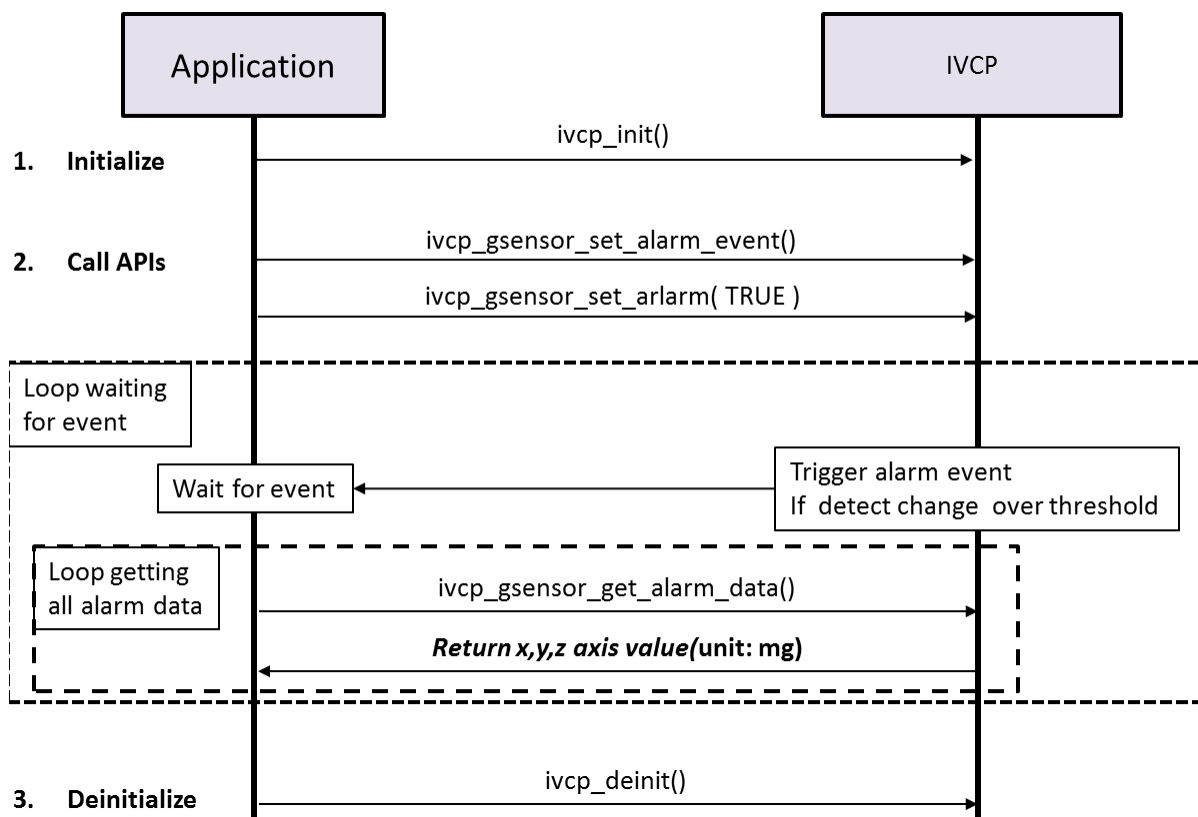 Application
IVCP
ivcp_init()
1. Initialize
ivcp_gsensor_set_alarm_event()
2. Call APIs
ivcp_gsensor_set_arlarm( TRUE )
Loop waiting
for event
Wait for event
Trigger alarm event
If detect change over threshold
Loop getting
all alarm data
ivcp_gsensor_get_alarm_data()
Return x,y,z axis value(unit: mg)
ivcp_deinit()
3. Deinitialize